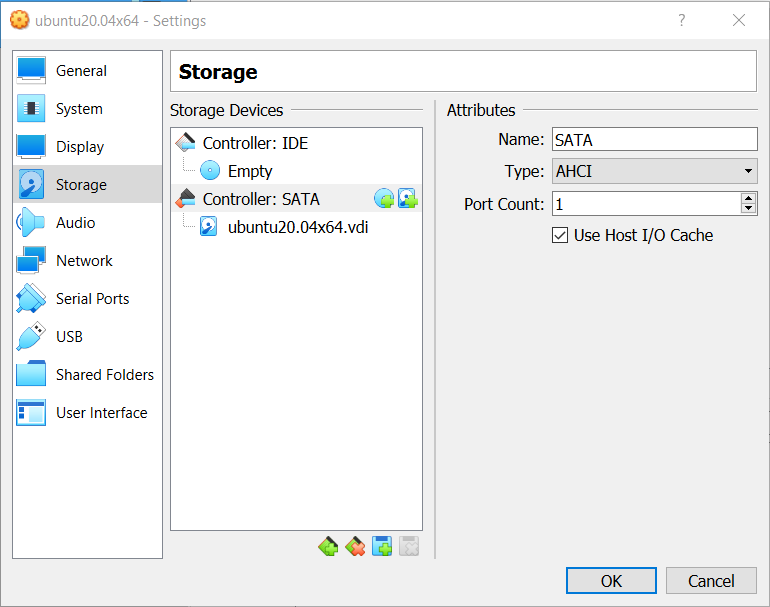 ubuntu20.04x64 - Settings
?
General
System
Display
Storage
Audio
Network
Serial Ports
USB
Shared Folders
User Interface
Storage
Storage Devices
Controller: IDE
Empty
Controller: SATA
ubuntu20.04x64.vdi
Attributes
Name: SATA
Type: AHCI
Port Count: 1
Use Host I/O Cache
OK
Cancel